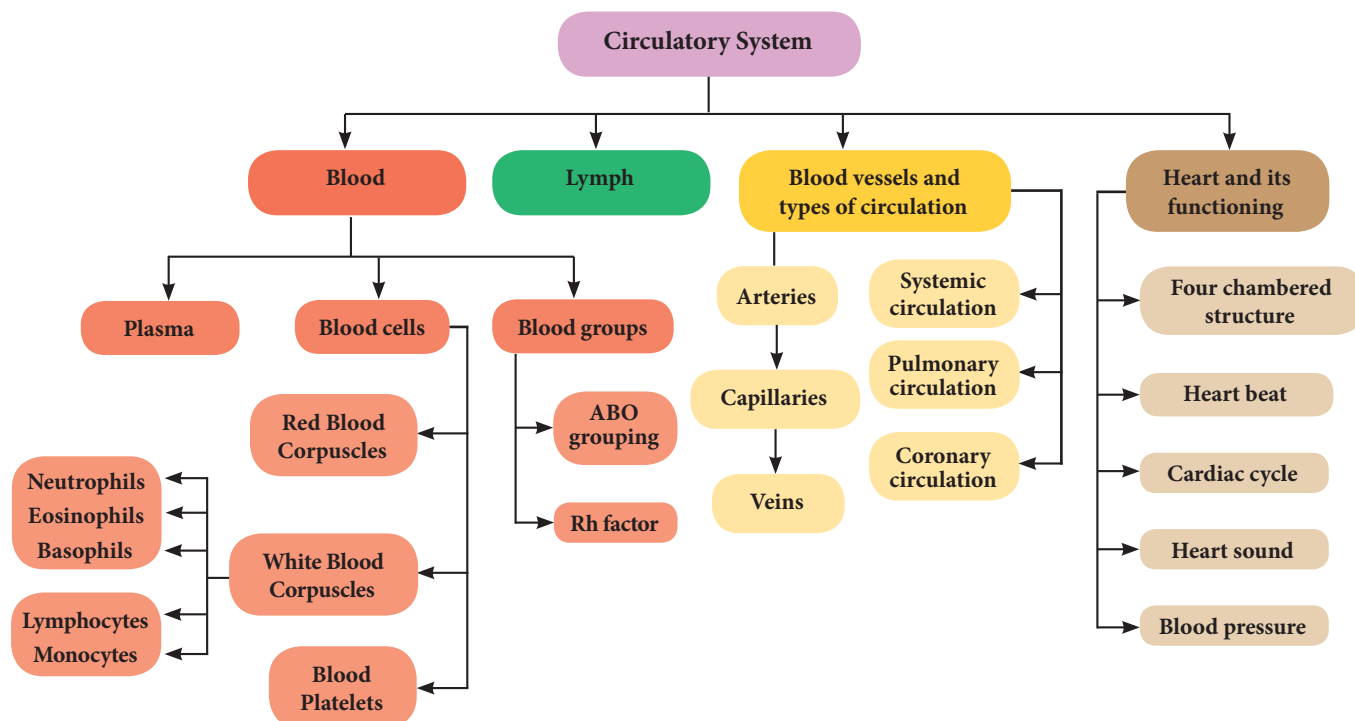 Circulatory System
Blood
Lymph
Blood vessels and
types of circulation
Heart and its
functioning
Plasma
Blood cells
Blood groups
Red Blood
Corpuscles
White Blood
Corpuscles
Blood
Platelets
Neutrophils
Eosinophils
Basophils
Lymphocytes
Monocytes
ABO
grouping
Rh factor
Arteries
Capillaries
Veins
Systemic
circulation
Pulmonary
circulation
Coronary
circulation
Four chambered
structure
Heart beat
Cardiac cycle
Heart sound
Blood pressure